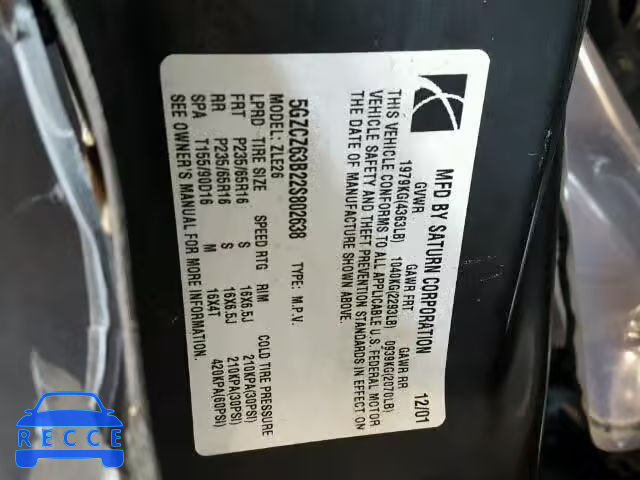 MFD BY SATURN CORPORATION 12/01
GVWR GAWR FRT GAWR RR
1979KG(4363LB) 1040KG(2293LB) 0939KG(2070LB)
THIS VEHICLE CONFORMS TO ALL APPLICABLE U.S. FEDERAL MOTOR
VEHICLE SAFETY AND THEFT PREVENTION STANDARDS IN EFFECT ON
THE DATE OF MANUFACTURE SHOWN ABOVE.
5GZCZ63B22S802638 TYPE: M.P.V.
MODEL: ZLE26
LPRD TIRE SIZE SPEED RTG RIM COLD TIRE PRESSURE
FRT P235/65R16 S 16X6.5J 210KPA(30PSI)
RR P235/65R16 S 16X6.5J 210KPA(30PSI)
SPA T155/90D16 M 16X4T 420KPA(60PSI)
SEE OWNER'S MANUAL FOR MORE INFORMATION.
RECCE